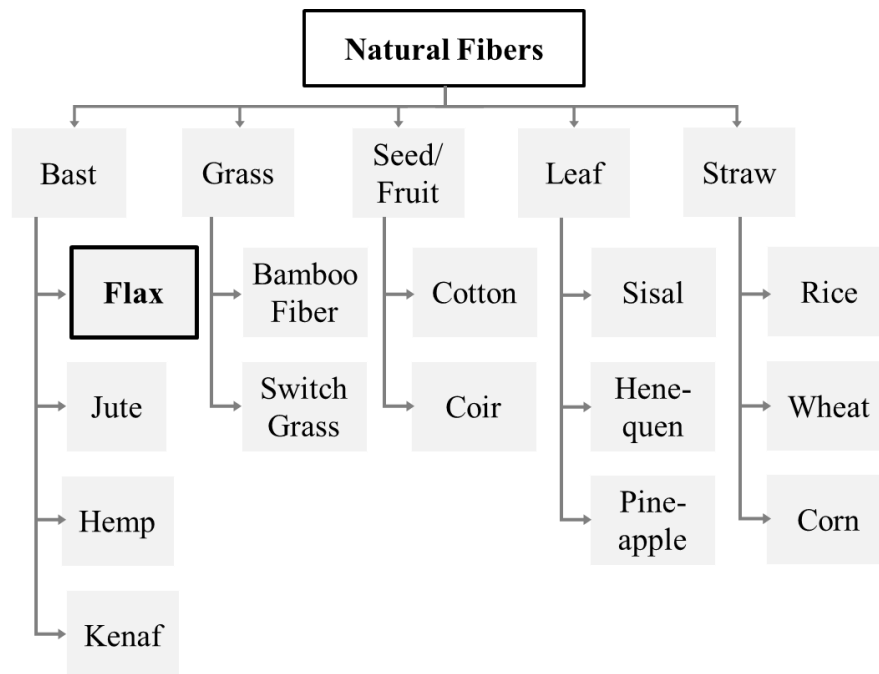 Natural Fibers
Bast
Grass
Seed/
Fruit
Leaf
Straw
Flax
Bamboo
Fiber
Cotton
Sisal
Rice
Jute
Switch
Grass
Coir
Hene-
quen
Wheat
Hemp
Pine-
apple
Corn
Kenaf